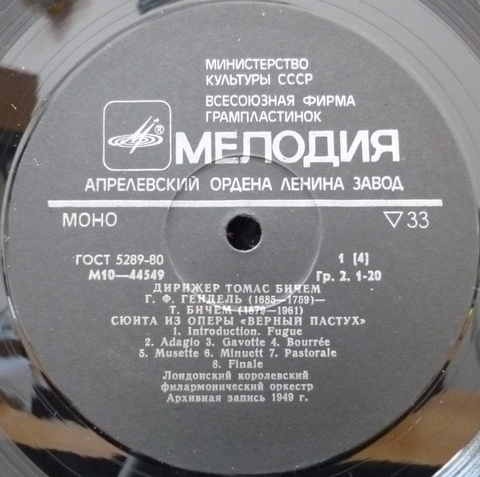 МИНИСТЕРСТВО
КУЛЬТУРЫ СССР
ВСЕСОЮЗНАЯ ФИРМА
ГРАМПЛАСТИНОК
® МЕЛОДИЯ
АПРЕЛЕВСКИЙ ОРДЕНА ЛЕНИНА ЗАВОД
МОНО ▽33
ГОСТ 5289-80 1 (4)
М10—44549 Гр. 2. 1-20
ДИРИЖЕР ТОМАС БИЧЕМ
Г. Ф. ГЕНДЕЛЬ (1685—1759)—
Т. БИЧЕМ (1879—1961)
СЮИТА ИЗ ОПЕРЫ «ВЕРНЫЙ ПАСТУХ»
1. Introduction. Fugue
2. Adagio 3. Gavotte 4. Bourrée
5. Musette 6. Minuett 7. Pastorale
8. Finale
Лондонский королевский
филармонический оркестр
Архивная запись 1949 г.